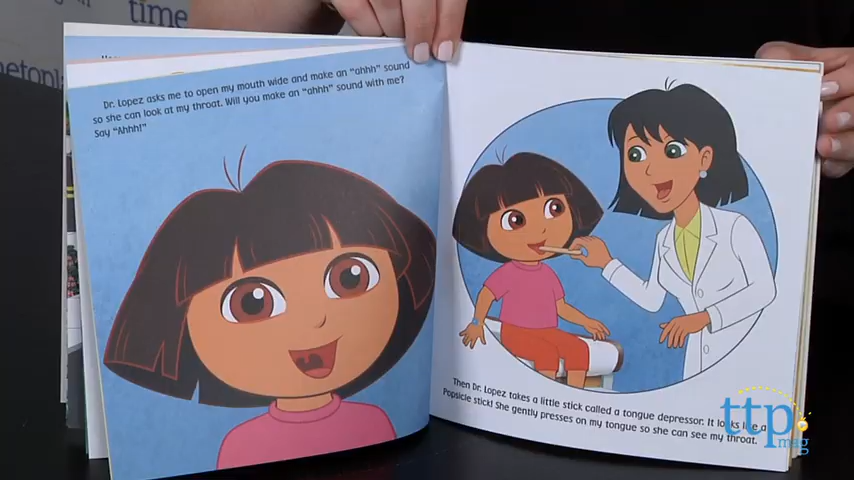 time
etopl
Dr. Lopez asks me to open my mouth wide and make an "ahhh" sound
so she can look at my throat. Will you make an "ahhh" sound with me?
Say "Ahhh!"
Then Dr. Lopez takes a little stick called a tongue depressor. It looks like a
Popsicle stick! She gently presses on my tongue so she can see my throat.
ttp
mag